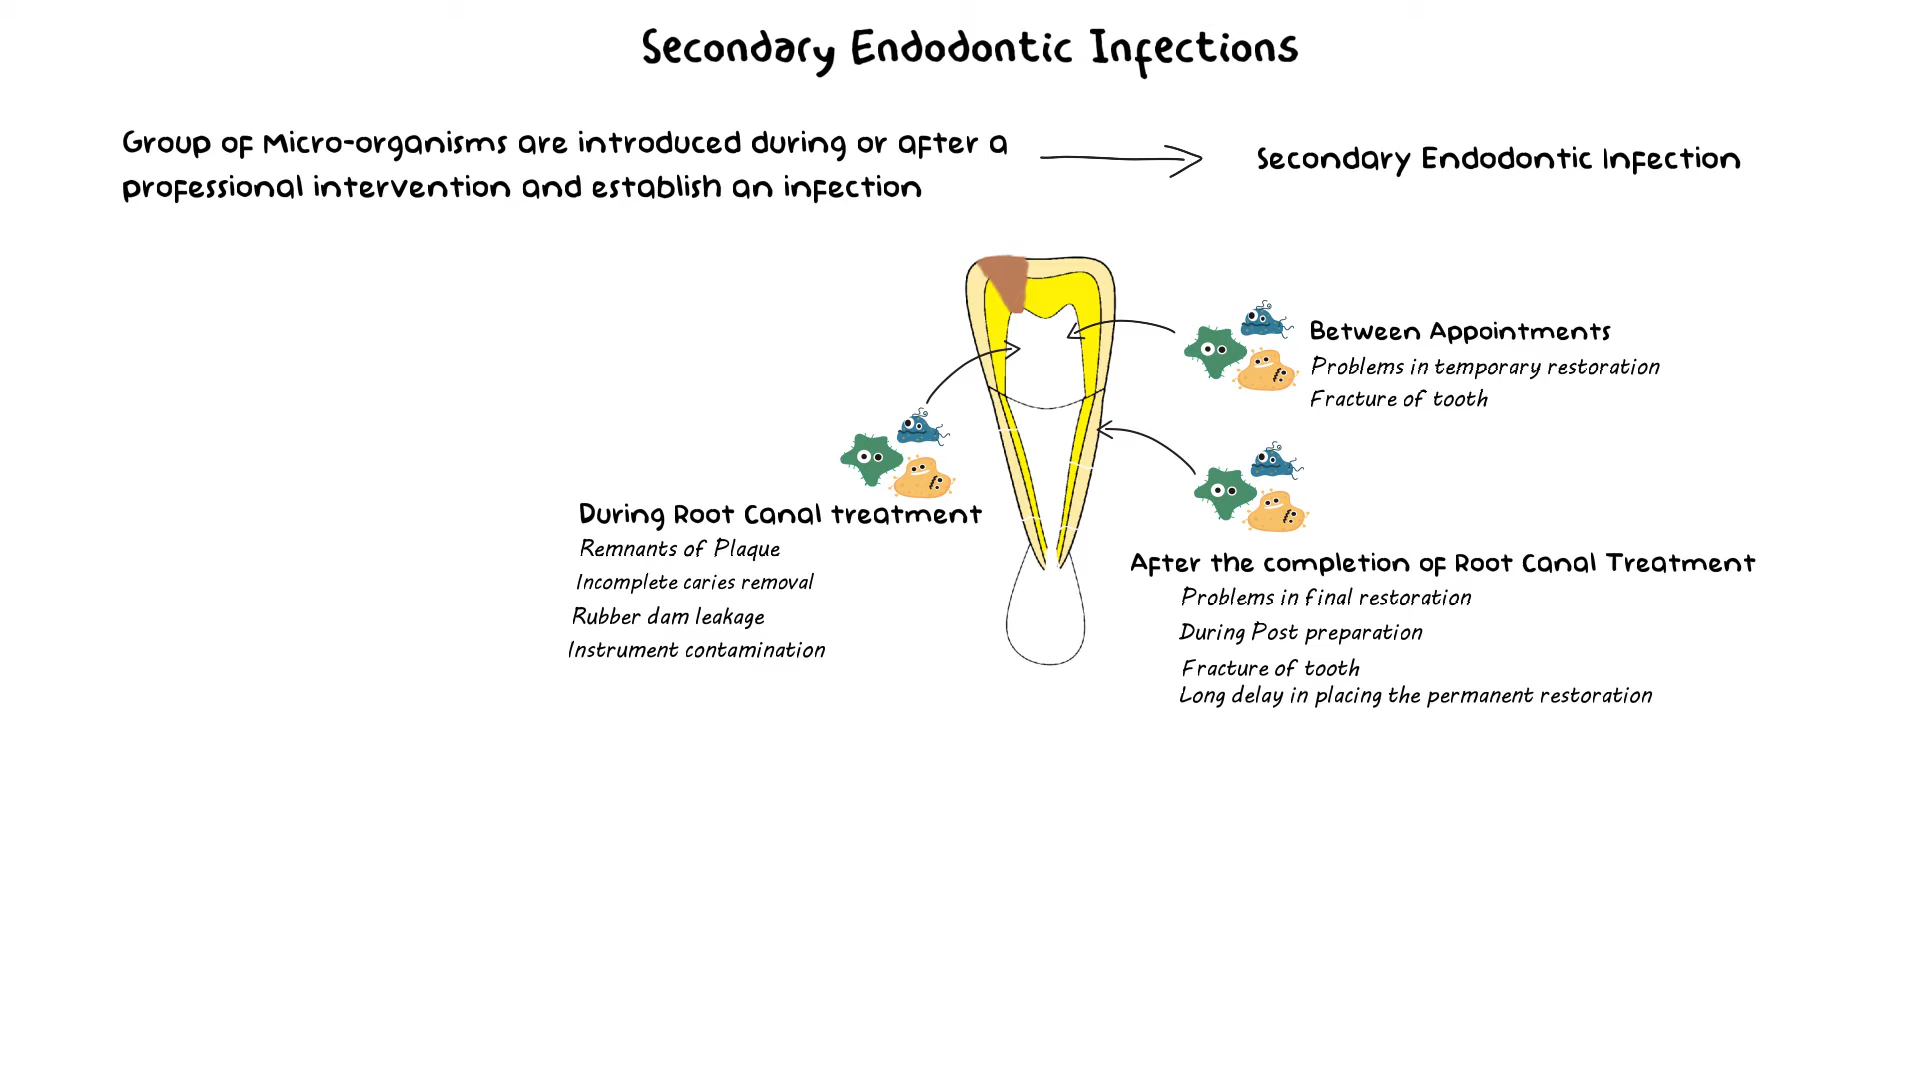 Secondary Endodontic Infections
Group of Micro-organisms are introduced during or after a
professional intervention and establish an infection
Secondary Endodontic Infection
Between Appointments
Problems in temporary restoration
Fracture of tooth
During Root Canal treatment
Remnants of Plaque
Incomplete caries removal
Rubber dam leakage
Instrument contamination
After the completion of Root Canal Treatment
Problems in final restoration
During Post preparation
Fracture of tooth
Long delay in placing the permanent restoration